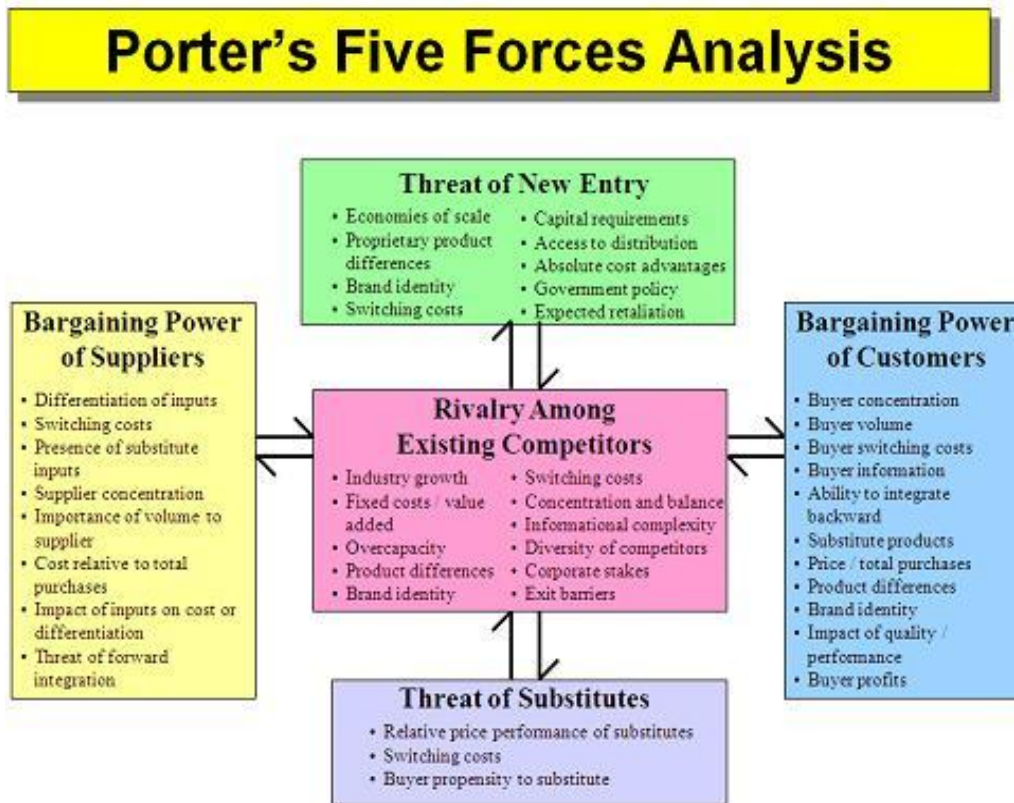 Porter's Five Forces Analysis
Threat of New Entry
• Economies of scale
• Proprietary product
differences
• Brand identity
• Switching costs
• Capital requirements
• Access to distribution
• Absolute cost advantages
• Government policy
• Expected retaliation
Bargaining Power
of Suppliers
• Differentiation of inputs
• Switching costs
• Presence of substitute
inputs
• Supplier concentration
• Importance of volume to
supplier
• Cost relative to total
purchases
• Impact of inputs on cost or
differentiation
• Threat of forward
integration
Rivalry Among
Existing Competitors
• Industry growth
• Fixed costs / value
added
• Overcapacity
• Product differences
• Brand identity
• Switching costs
• Concentration and balance
• Informational complexity
• Diversity of competitors
• Corporate stakes
• Exit barriers
Bargaining Power
of Customers
• Buyer concentration
• Buyer volume
• Buyer switching costs
• Buyer information
• Ability to integrate
backward
• Substitute products
• Price / total purchases
• Product differences
• Brand identity
• Impact of quality /
performance
• Buyer profits
Threat of Substitutes
• Relative price performance of substitutes
• Switching costs
• Buyer propensity to substitute